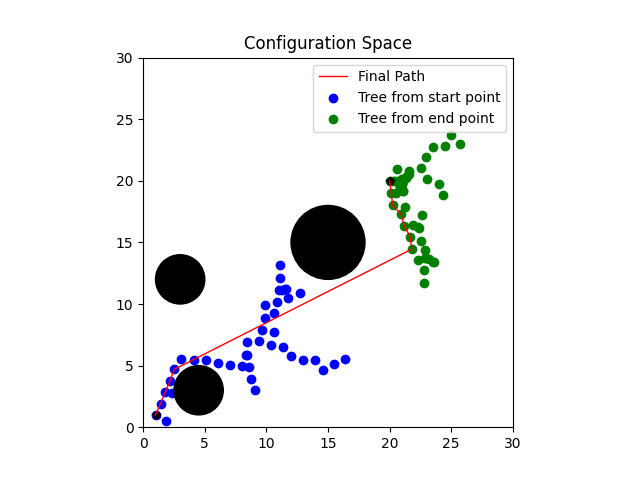 Configuration Space
Final Path
Tree from start point
Tree from end point
30
25
20
15
10
5
0
0 5 10 15 20 25 30